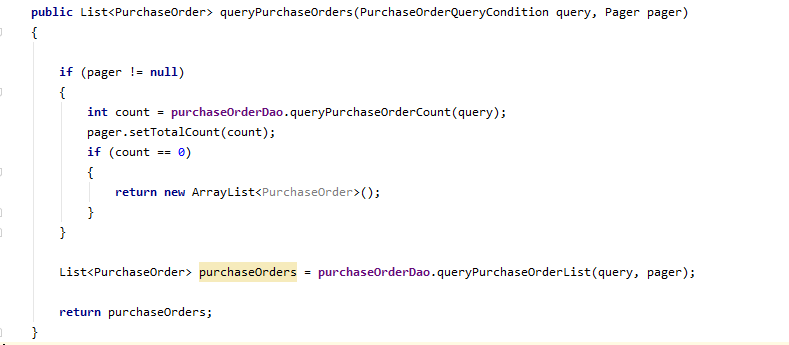 public List<PurchaseOrder> queryPurchaseOrders(PurchaseOrderQueryCondition query, Pager pager)
{
if (pager != null)
{
int count = purchaseOrderDao.queryPurchaseOrderCount(query);
pager.setTotalCount(count);
if (count == 0)
{
return new ArrayList<PurchaseOrder>();
}
}
List<PurchaseOrder> purchaseOrders = purchaseOrderDao.queryPurchaseOrderList(query, pager);
return purchaseOrders;
}